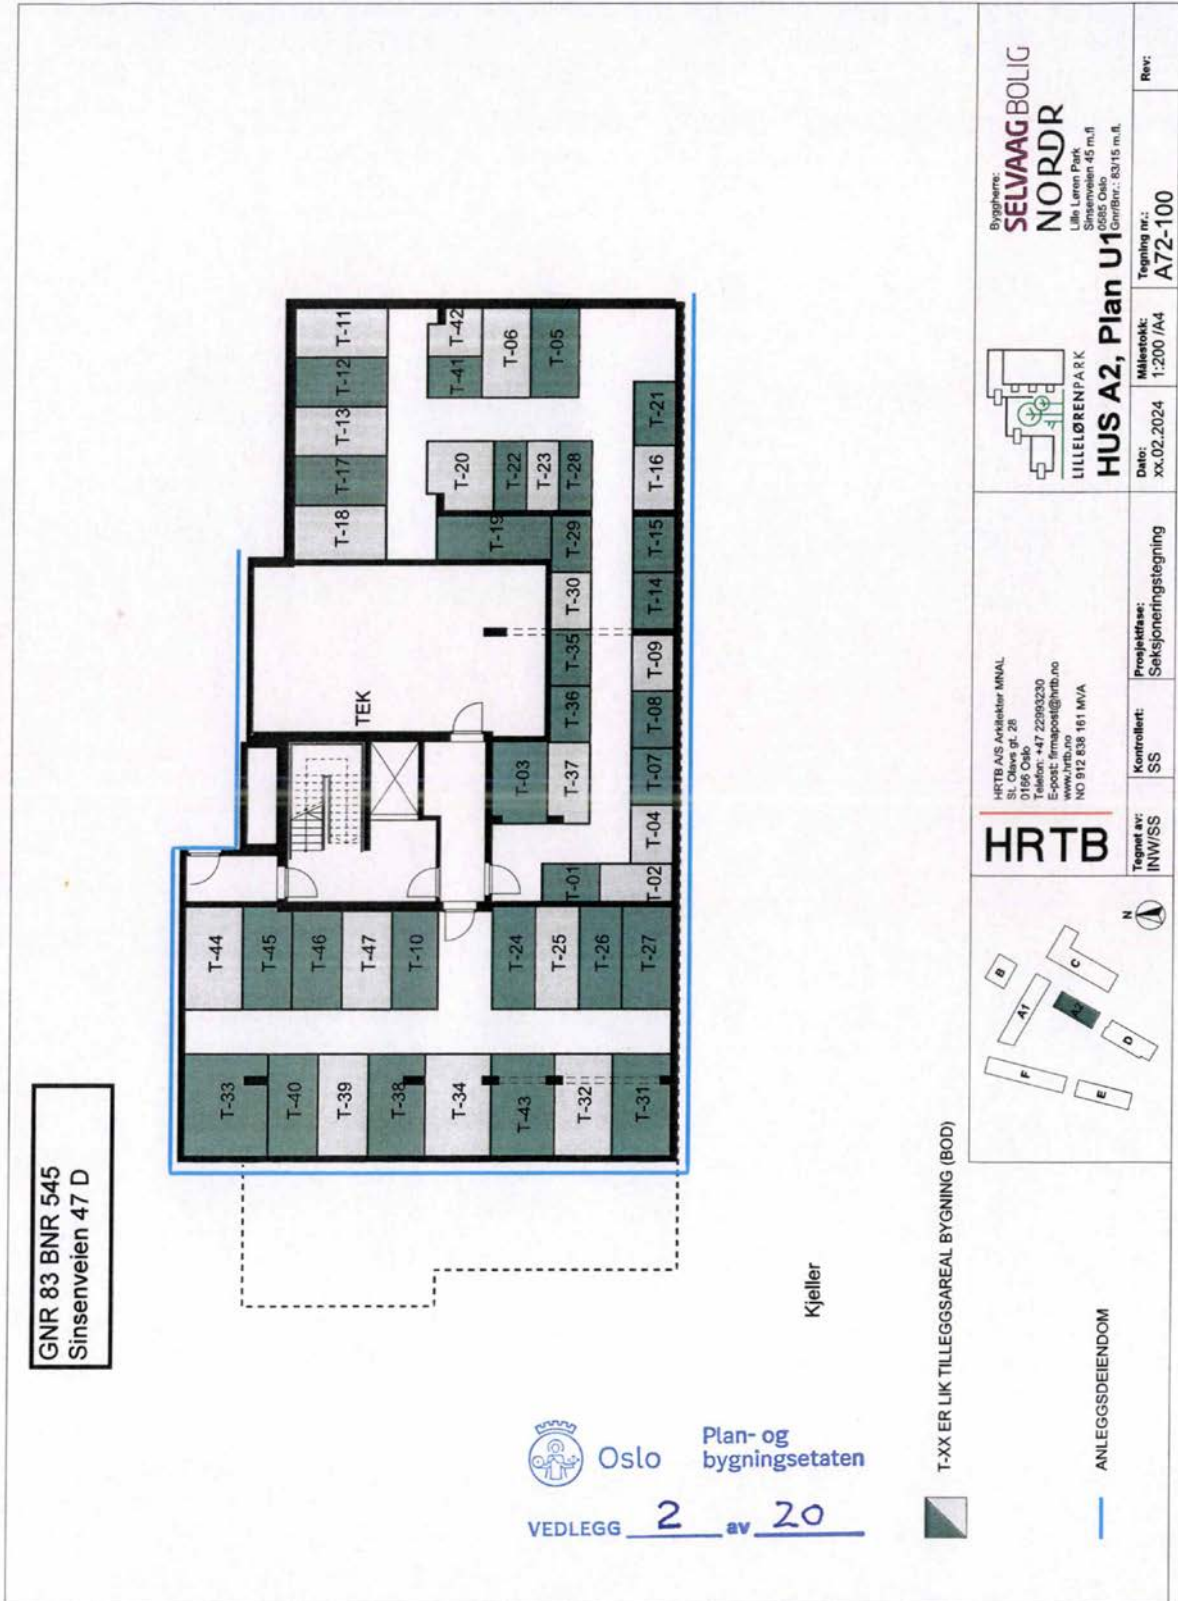 GNR 83 BNR 545
Sinsenveien 47 D
T-33
T-40
T-39
T-38
T-34
T-43
T-32
T-31
T-44
T-45
T-46
T-47
T-10
T-24
T-25
T-26
T-27
T-01
T-02
T-03
T-37
T-04
T-07
T-08
T-09
T-36
T-35
T-30
T-29
T-14
T-15
TEK
T-18
T-17
T-13
T-12
T-11
T-19
T-20
T-22
T-23
T-28
T-16
T-21
T-41
T-42
T-06
T-05
Kjeller
Oslo
Plan- og
bygningsetaten
VEDLEGG 2 av 20
T-XX ER LIK TILLEGGSAREAL BYGNING (BOD)
ANLEGGSDEIENDOM
B
A1
C
A2
D
F
E
N
HRTB
HRTB A/S Arkitekter MNAL
St. Olavs gt. 28
0166 Oslo
Telefon: +47 22993230
E-post: firmapost@hrtb.no
www.hrtb.no
NO 912 838 161 MVA
Tegnet av:
INW/SS
Kontrollert:
SS
Prosjektfase:
Seksjoneringstegning
LILLELØRENPARK
Byggherre:
SELVAAGBOLIG
NORDR
Lille Løren Park
Sinsenveien 45 m.fl
0585 Oslo
Gnr/Bnr.: 83/15 m.fl.
HUS A2, Plan U1
Dato:
xx.02.2024
Målestokk:
1:200 /A4
Tegning nr.:
A72-100
Rev: